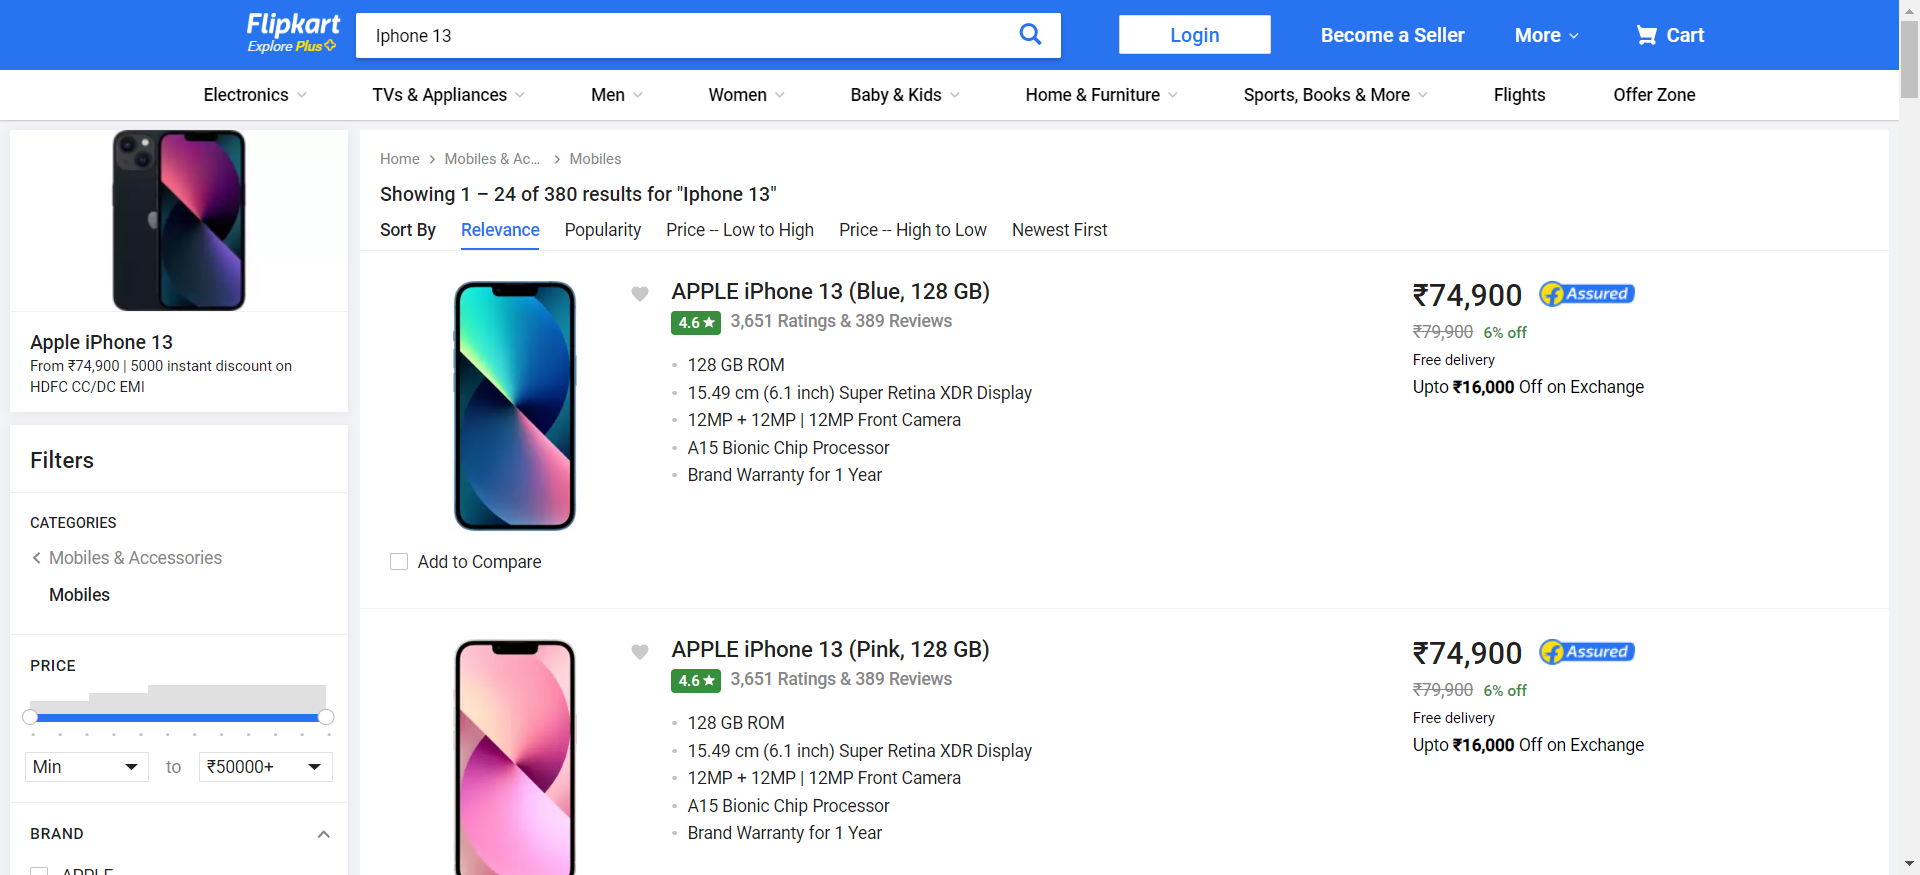 Flipkart
Explore Plus
Iphone 13
Login
Become a Seller
More
Cart
Electronics
TVs & Appliances
Men
Women
Baby & Kids
Home & Furniture
Sports, Books & More
Flights
Offer Zone
Apple iPhone 13
From ₹74,900 | 5000 instant discount on
HDFC CC/DC EMI
Filters
CATEGORIES
Mobiles & Accessories
Mobiles
PRICE
Min to ₹50000+
BRAND
APPLE
Home > Mobiles & Ac... > Mobiles
Showing 1 – 24 of 380 results for "Iphone 13"
Sort By Relevance Popularity Price -- Low to High Price -- High to Low Newest First
APPLE iPhone 13 (Blue, 128 GB)
4.6★ 3,651 Ratings & 389 Reviews
128 GB ROM
15.49 cm (6.1 inch) Super Retina XDR Display
12MP + 12MP | 12MP Front Camera
A15 Bionic Chip Processor
Brand Warranty for 1 Year
₹74,900 Assured
₹79,900 6% off
Free delivery
Upto ₹16,000 Off on Exchange
Add to Compare
APPLE iPhone 13 (Pink, 128 GB)
4.6★ 3,651 Ratings & 389 Reviews
128 GB ROM
15.49 cm (6.1 inch) Super Retina XDR Display
12MP + 12MP | 12MP Front Camera
A15 Bionic Chip Processor
Brand Warranty for 1 Year
₹74,900 Assured
₹79,900 6% off
Free delivery
Upto ₹16,000 Off on Exchange